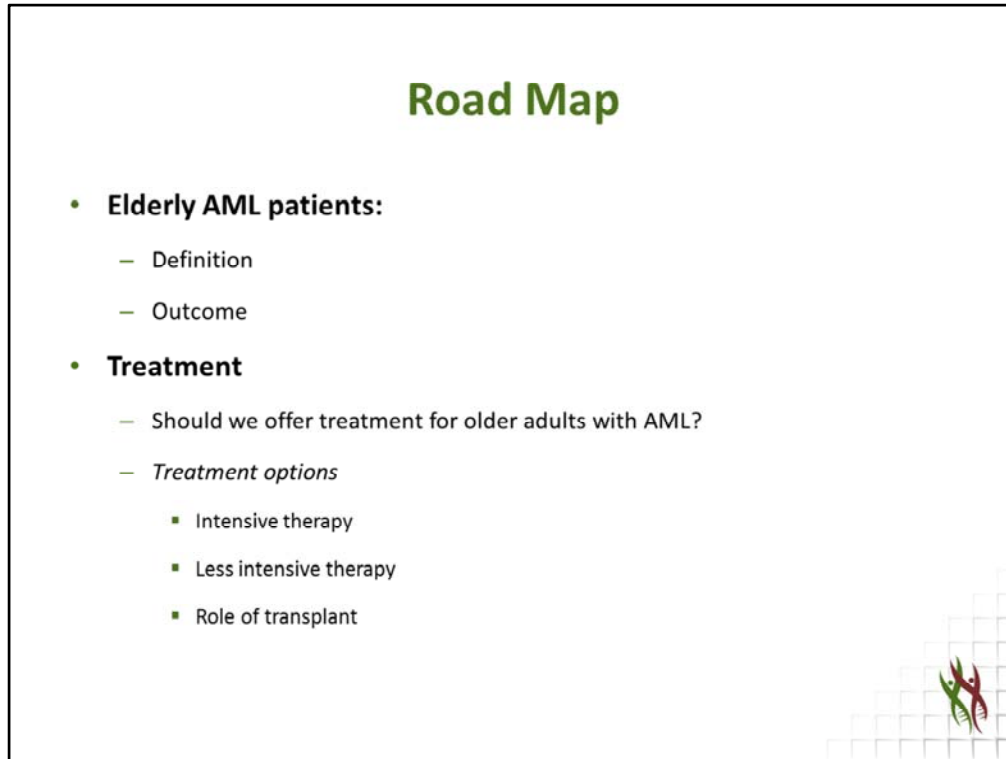 Road Map
• Elderly AML patients:
– Definition
– Outcome
• Treatment
– Should we offer treatment for older adults with AML?
– Treatment options
▪ Intensive therapy
▪ Less intensive therapy
▪ Role of transplant